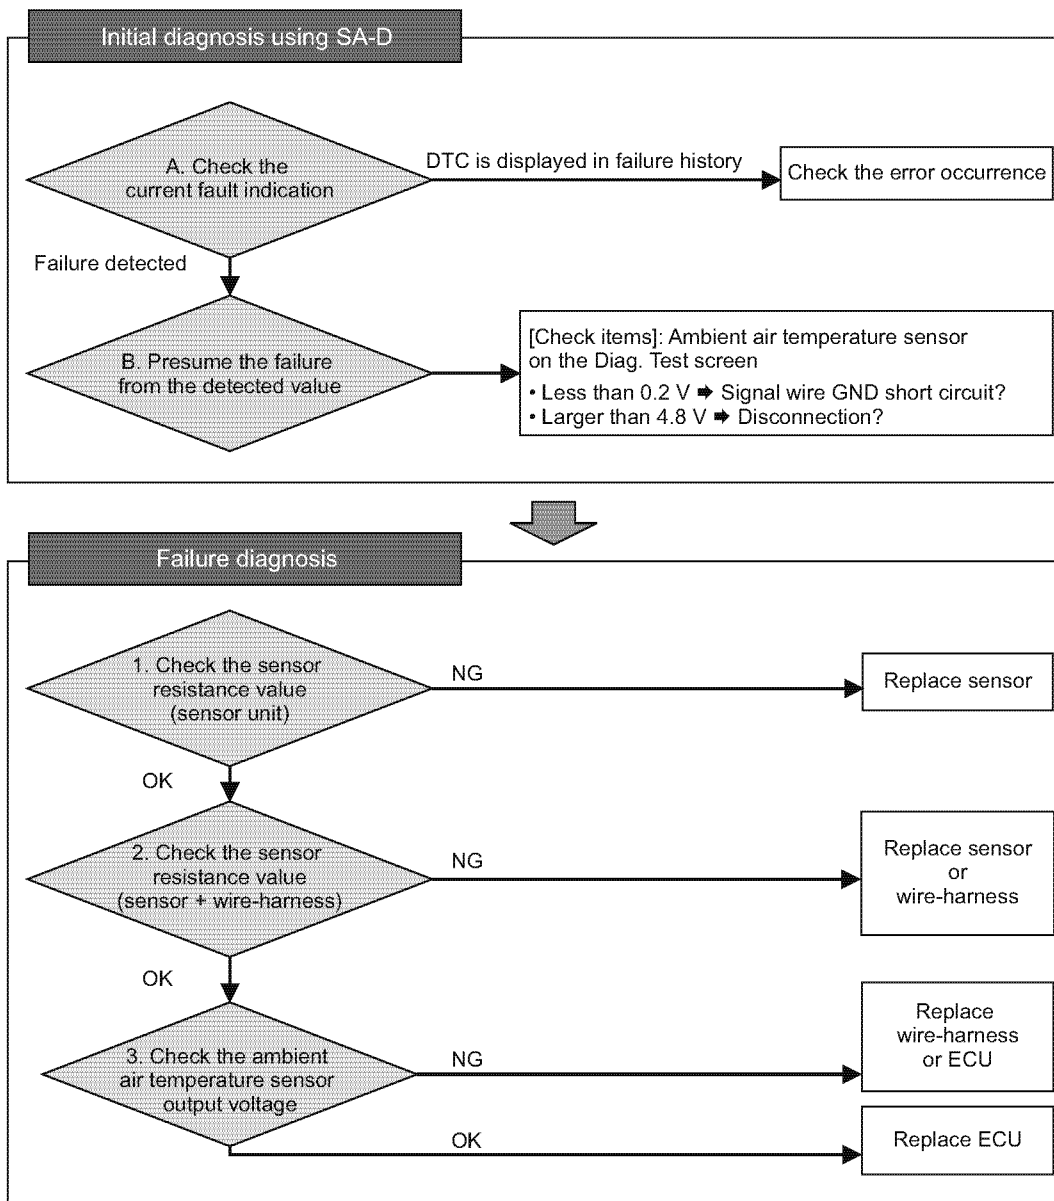 Initial diagnosis using SA-D
A. Check the
current fault indication
DTC is displayed in failure history
Check the error occurrence
Failure detected
B. Presume the failure
from the detected value
[Check items]: Ambient air temperature sensor
on the Diag. Test screen
• Less than 0.2 V ➡ Signal wire GND short circuit?
• Larger than 4.8 V ➡ Disconnection?
Failure diagnosis
1. Check the sensor
resistance value
(sensor unit)
NG
Replace sensor
OK
2. Check the sensor
resistance value
(sensor + wire-harness)
NG
Replace sensor
or
wire-harness
OK
3. Check the ambient
air temperature sensor
output voltage
NG
Replace
wire-harness
or ECU
OK
Replace ECU